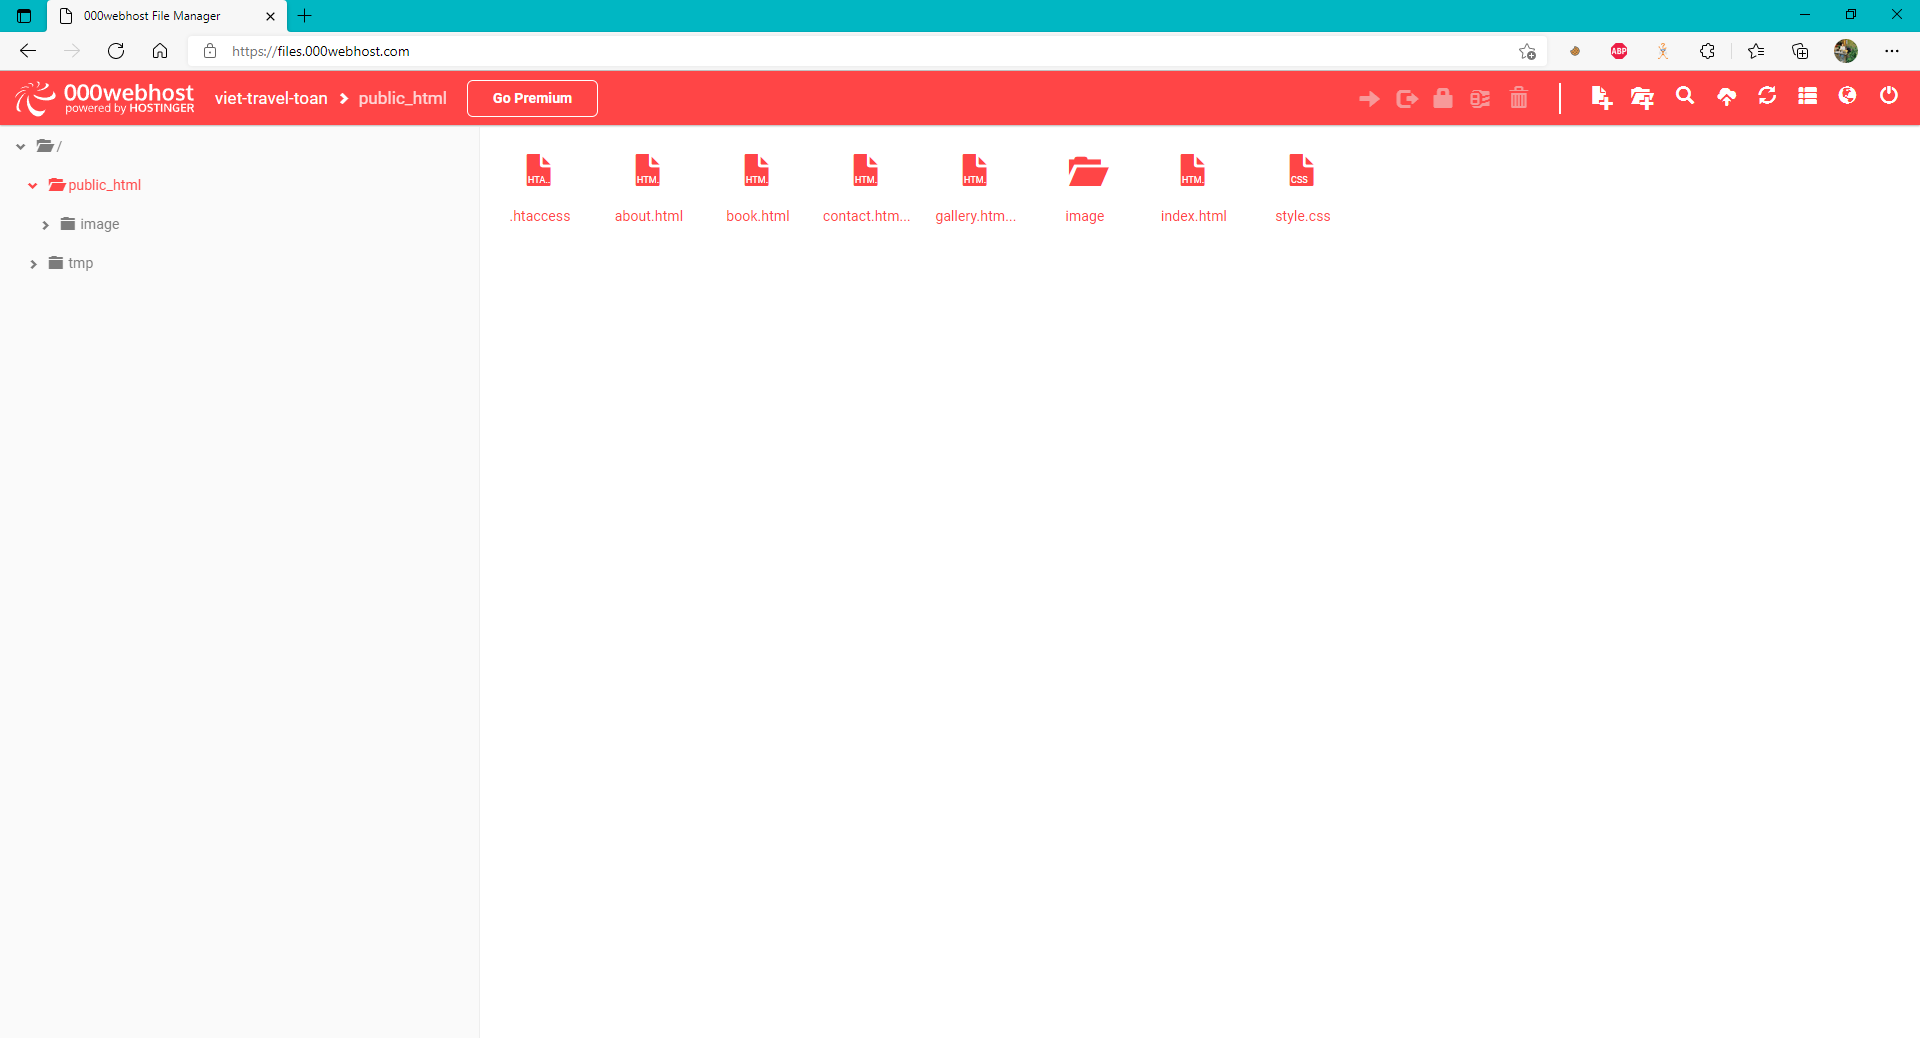 000webhost File Manager
https://files.000webhost.com
ABP
000webhost
powered by HOSTINGER
viet-travel-toan
public_html
Go Premium
/
public_html
image
tmp
HTA..
.htaccess
HTM.
about.html
HTM.
book.html
HTM.
contact.htm...
HTM.
gallery.htm...
image
HTM.
index.html
CSS
style.css